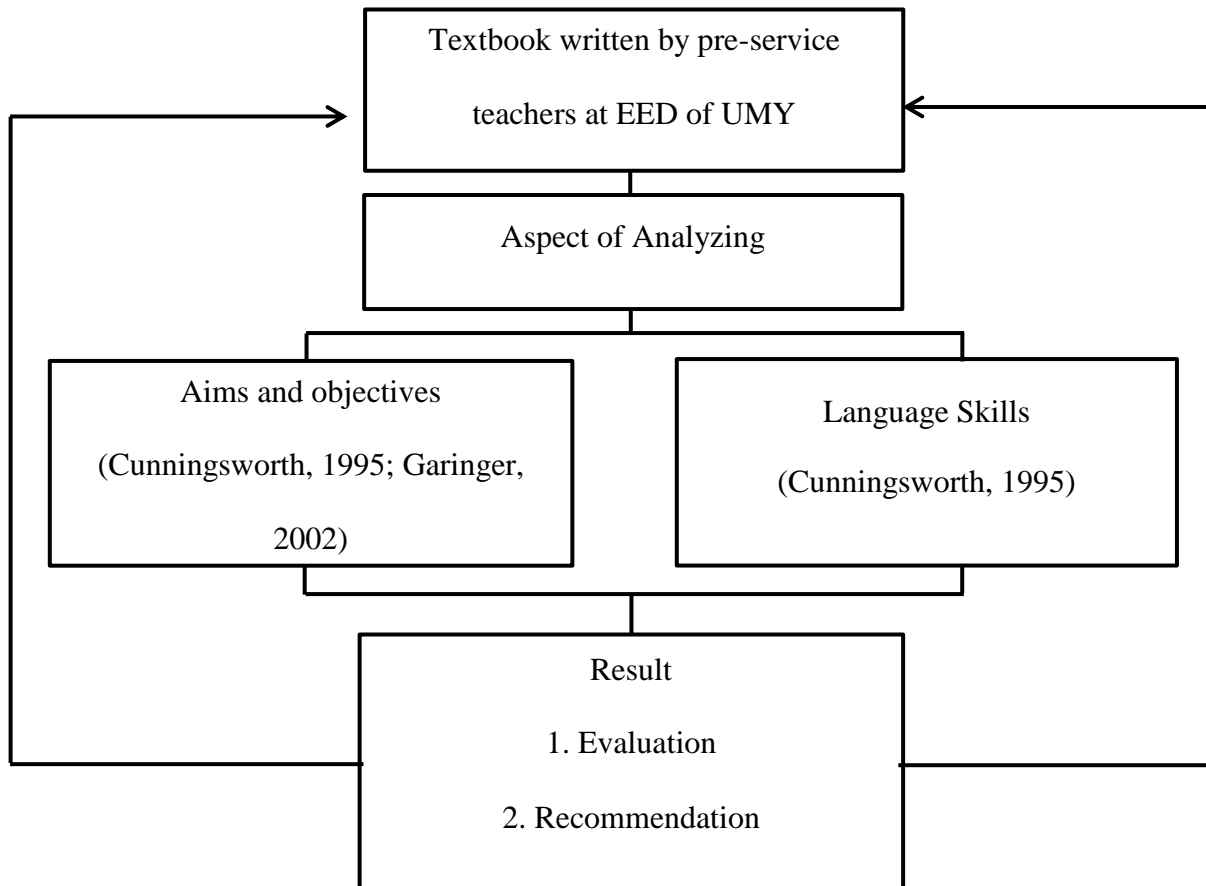 Textbook written by pre-service
teachers at EED of UMY
Aspect of Analyzing
Aims and objectives
(Cunningsworth, 1995; Garinger,
2002)
Language Skills
(Cunningsworth, 1995)
Result
1. Evaluation
2. Recommendation